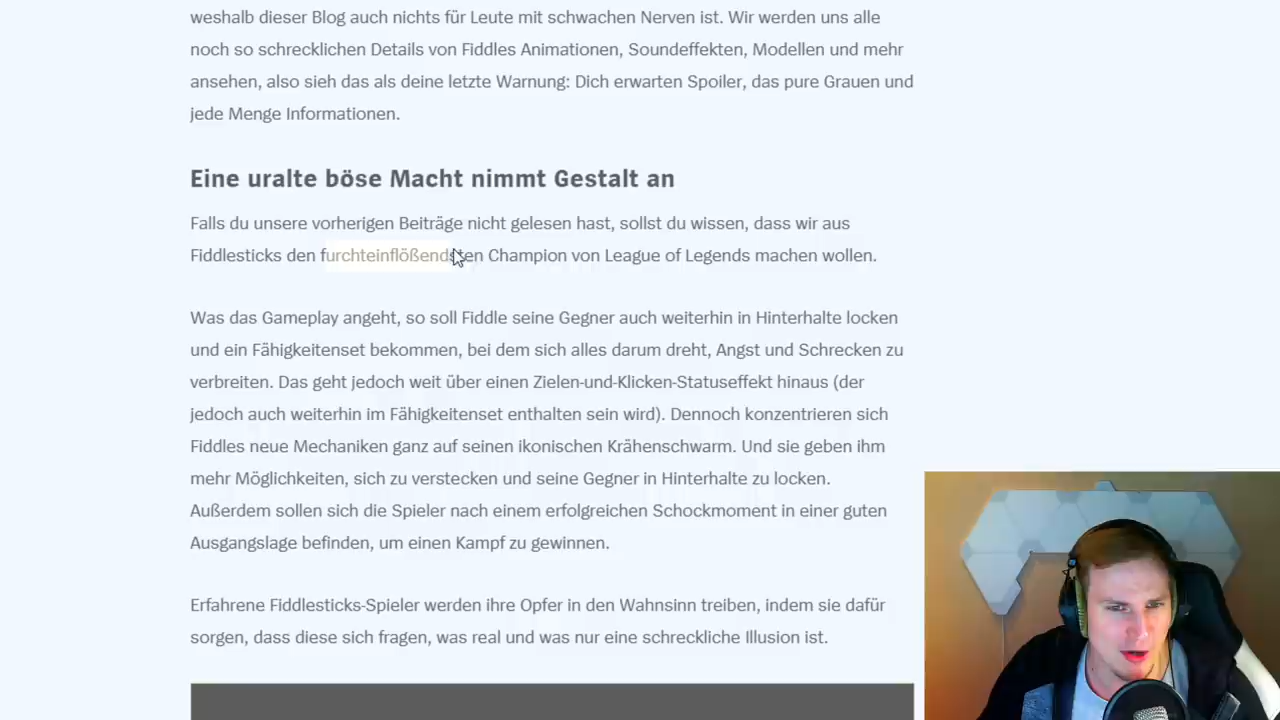 weshalb dieser Blog auch nichts für Leute mit schwachen Nerven ist. Wir werden uns alle
noch so schrecklichen Details von Fiddles Animationen, Soundeffekten, Modellen und mehr
ansehen, also sieh das als deine letzte Warnung: Dich erwarten Spoiler, das pure Grauen und
jede Menge Informationen.
Eine uralte böse Macht nimmt Gestalt an
Falls du unsere vorherigen Beiträge nicht gelesen hast, sollst du wissen, dass wir aus
Fiddlesticks den furchteinflößendsten Champion von League of Legends machen wollen.
Was das Gameplay angeht, so soll Fiddle seine Gegner auch weiterhin in Hinterhalte locken
und ein Fähigkeitenset bekommen, bei dem sich alles darum dreht, Angst und Schrecken zu
verbreiten. Das geht jedoch weit über einen Zielen-und-Klicken-Statuseffekt hinaus (der
jedoch auch weiterhin im Fähigkeitenset enthalten sein wird). Dennoch konzentrieren sich
Fiddles neue Mechaniken ganz auf seinen ikonischen Krähenschwarm. Und sie geben ihm
mehr Möglichkeiten, sich zu verstecken und seine Gegner in Hinterhalte zu locken.
Außerdem sollen sich die Spieler nach einem erfolgreichen Schockmoment in einer guten
Ausgangslage befinden, um einen Kampf zu gewinnen.
Erfahrene Fiddlesticks-Spieler werden ihre Opfer in den Wahnsinn treiben, indem sie dafür
sorgen, dass diese sich fragen, was real und was nur eine schreckliche Illusion ist.